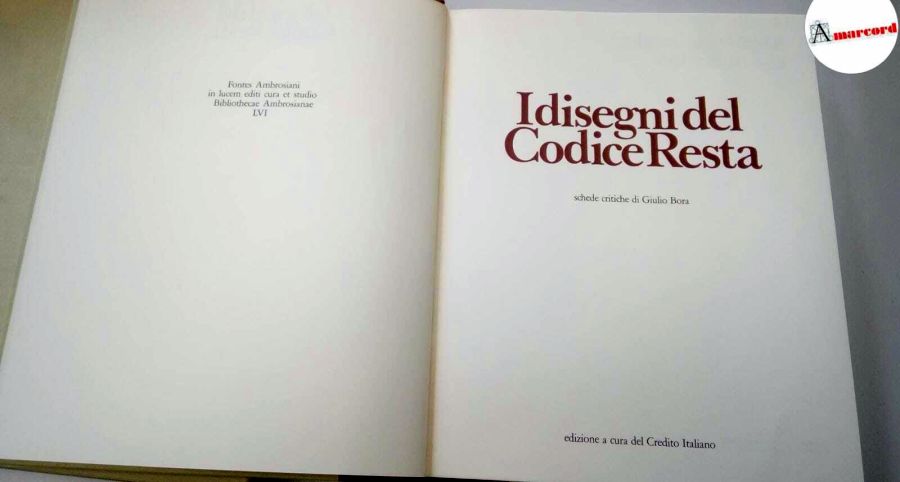 Fontes Ambrosiani
in lucem editi cura et studio
Bibliothecae Ambrosianae
LVI
I disegni del
Codice Resta
schede critiche di Giulio Bora
edizione a cura del Credito Italiano
Amarcord